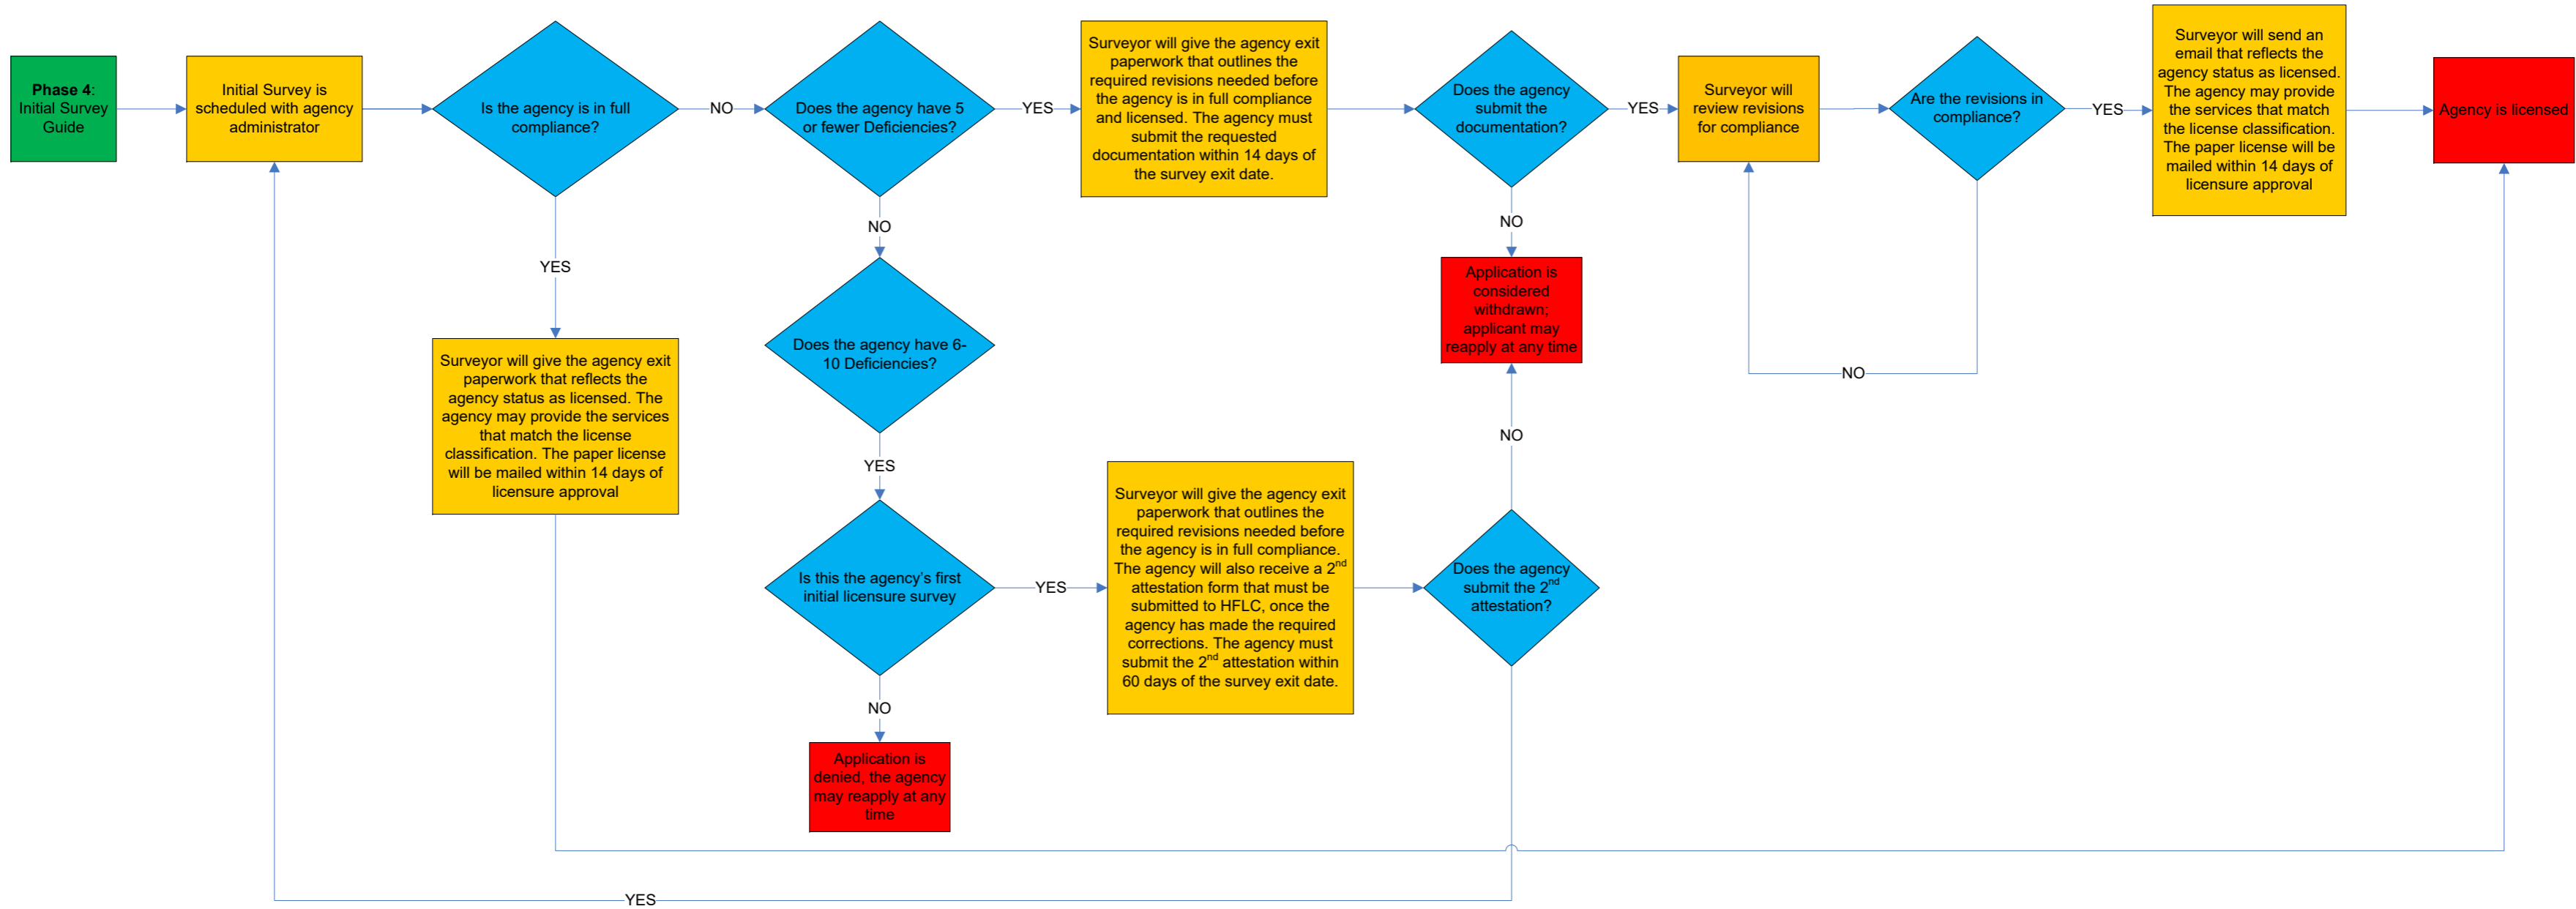 Phase 4:
Initial Survey
Guide
Initial Survey is
scheduled with agency
administrator
Is the agency is in full
compliance?
NO
Does the agency have 5
or fewer Deficiencies?
YES
Surveyor will give the agency exit
paperwork that outlines the
required revisions needed before
the agency is in full compliance
and licensed. The agency must
submit the requested
documentation within 14 days of
the survey exit date.
Does the agency
submit the
documentation?
YES
Surveyor will
review revisions
for compliance
Are the revisions in
compliance?
YES
Surveyor will send an
email that reflects the
agency status as licensed.
The agency may provide
the services that match
the license classification.
The paper license will be
mailed within 14 days of
licensure approval
Agency is licensed
YES
NO
NO
Surveyor will give the agency exit
paperwork that reflects the
agency status as licensed. The
agency may provide the services
that match the license
classification. The paper license
will be mailed within 14 days of
licensure approval
Does the agency have 6-
10 Deficiencies?
Application is
considered
withdrawn;
applicant may
reapply at any time
NO
YES
NO
Is this the agency’s first
initial licensure survey
YES
Surveyor will give the agency exit
paperwork that outlines the
required revisions needed before
the agency is in full compliance.
The agency will also receive a 2nd
attestation form that must be
submitted to HFLC, once the
agency has made the required
corrections. The agency must
submit the 2nd attestation within
60 days of the survey exit date.
Does the agency
submit the 2nd
attestation?
NO
Application is
denied, the agency
may reapply at any
time
YES